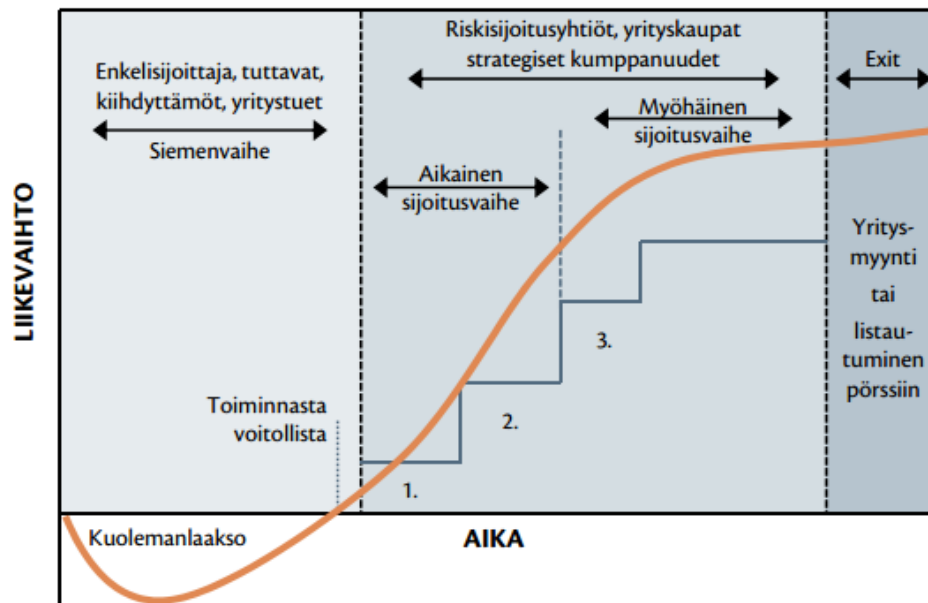 Enkelisijoittaja, tuttavat,
kiihdyttämöt, yritystuet
Siemenvaihe
Riskisijoitusyhtiöt, yrityskaupat
strategiset kumppanuudet
Myöhäinen
sijoitusvaihe
Aikainen
sijoitusvaihe
Exit
Yritys-
myynti
tai
listau-
tuminen
pörssiin
LIIKEVAIHTO
Toiminnasta
voitollista
1.
2.
3.
Kuolemanlaakso
AIKA